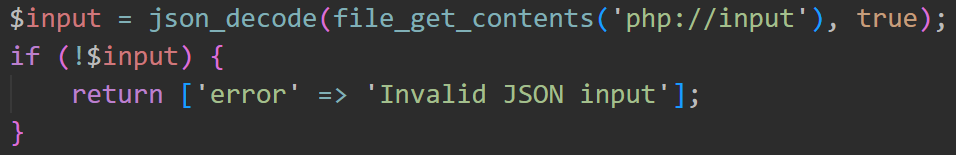 $input = json_decode(file_get_contents('php://input'), true);
if (!$input) {
    return ['error' => 'Invalid JSON input'];
}